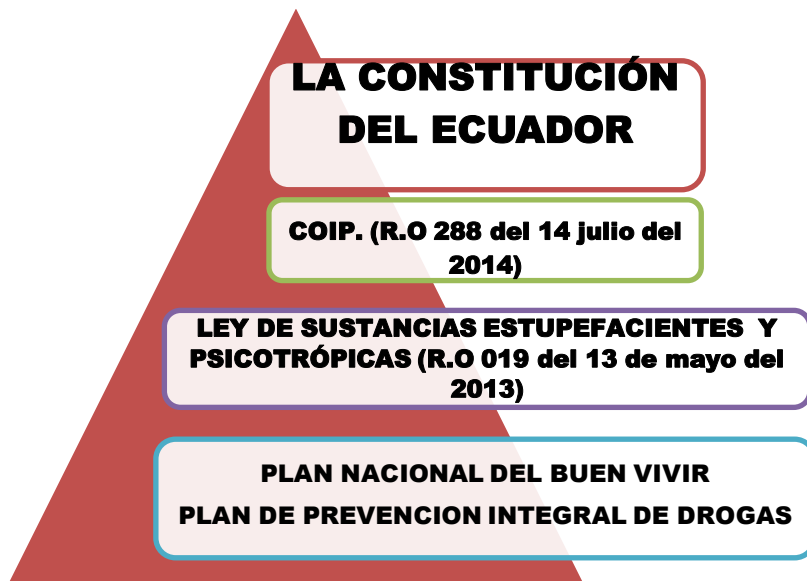 LA CONSTITUCIÓN
DEL ECUADOR
COIP. (R.O 288 del 14 julio del
2014)
LEY DE SUSTANCIAS ESTUPEFACIENTES Y
PSICOTRÓPICAS (R.O 019 del 13 de mayo del
2013)
PLAN NACIONAL DEL BUEN VIVIR
PLAN DE PREVENCION INTEGRAL DE DROGAS